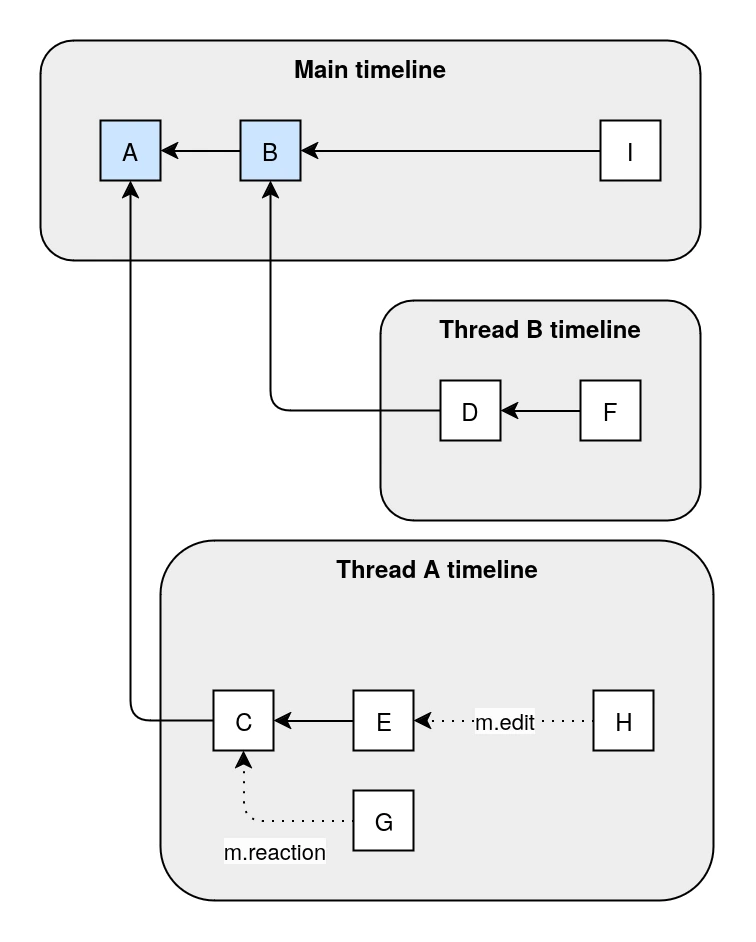 Main timeline
A
B
I
Thread B timeline
D
F
Thread A timeline
C
E
m.edit
H
G
m.reaction